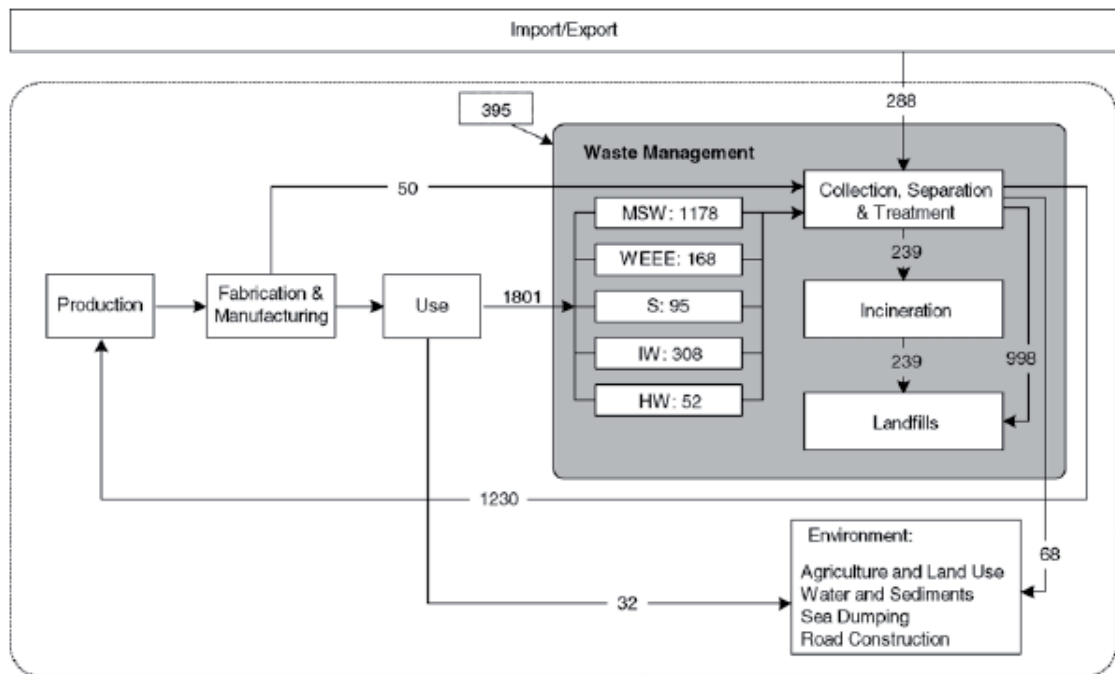 Import/Export
288
395
Waste Management
50
Collection, Separation
& Treatment
MSW: 1178
WEEE: 168
S: 95
IW: 308
HW: 52
239
Production
Fabrication &
Manufacturing
Use
1801
Incineration
239
998
Landfills
1230
Environment:
Agriculture and Land Use
Water and Sediments
Sea Dumping
Road Construction
68
32